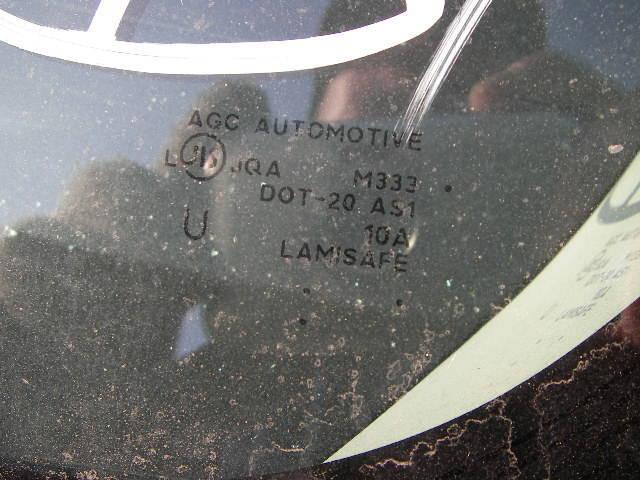 AGC AUTOMOTIVE
JQA M333
DOT-20 AS1
U 10A
LAMISAFE